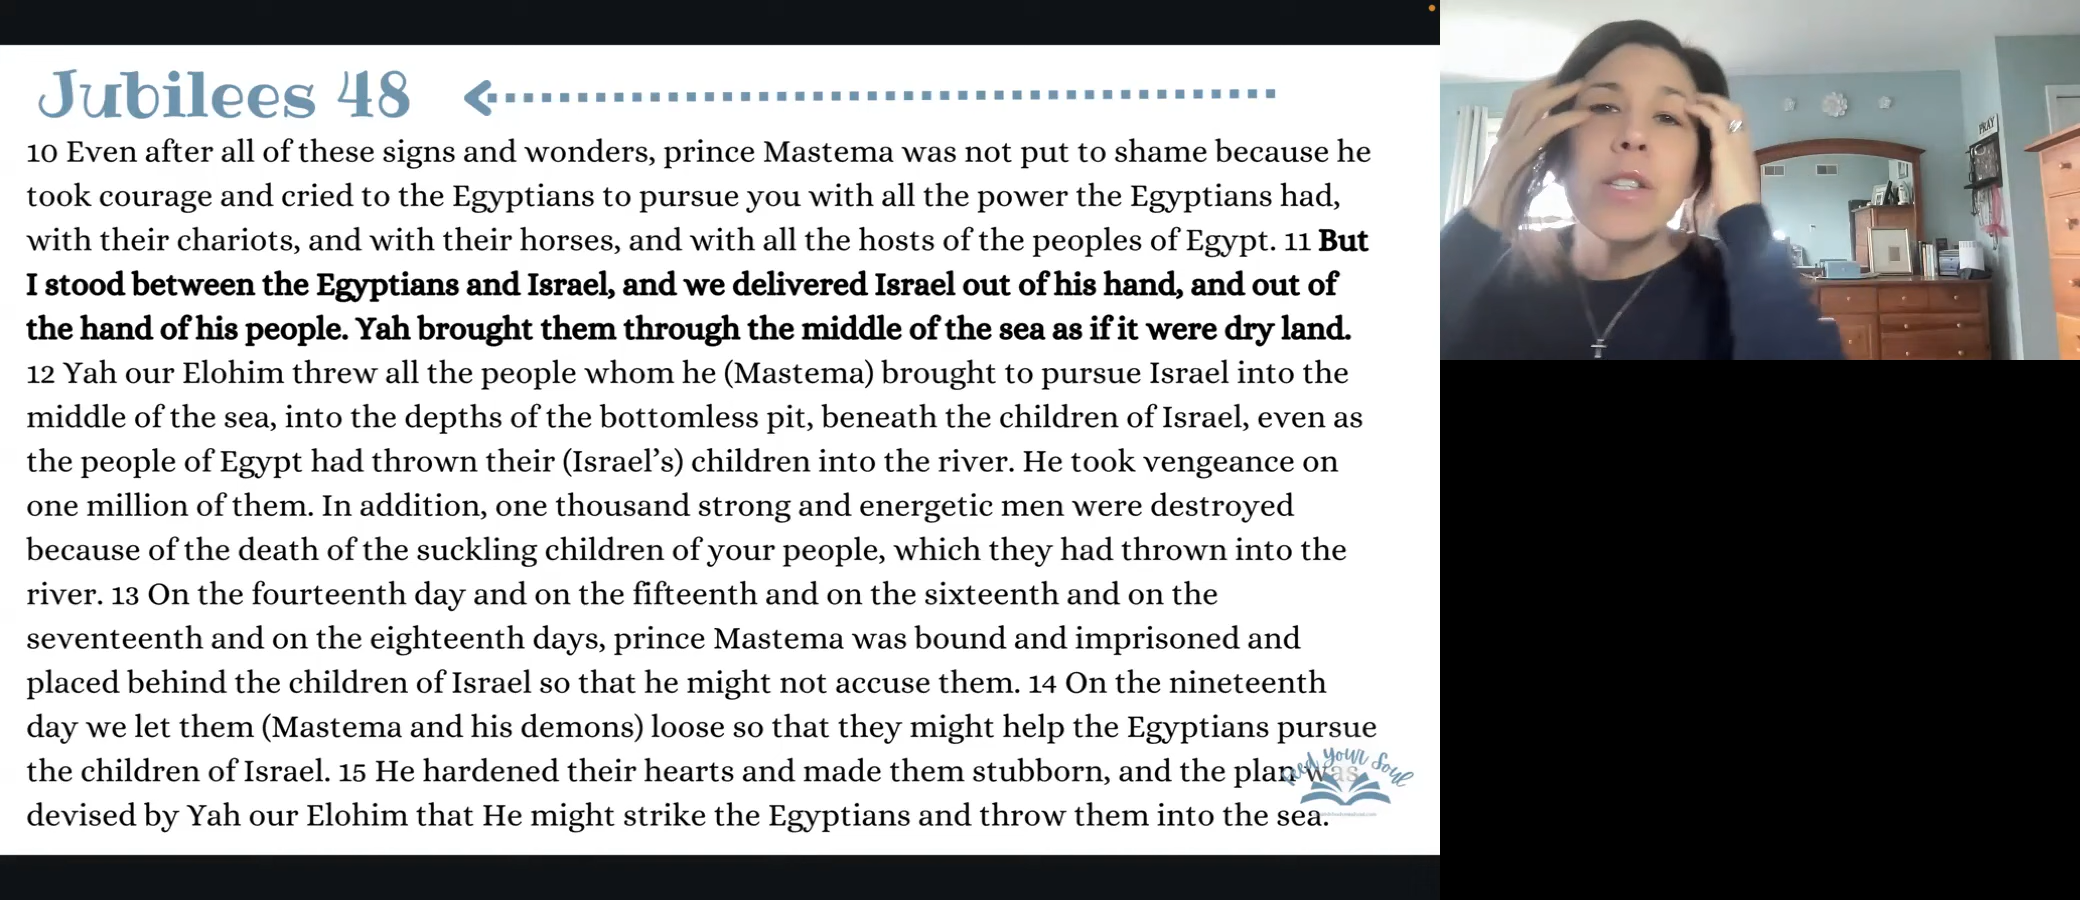 Jubilees 48
10 Even after all of these signs and wonders, prince Mastema was not put to shame because he
took courage and cried to the Egyptians to pursue you with all the power the Egyptians had,
with their chariots, and with their horses, and with all the hosts of the peoples of Egypt. 11 But
I stood between the Egyptians and Israel, and we delivered Israel out of his hand, and out of
the hand of his people. Yah brought them through the middle of the sea as if it were dry land.
12 Yah our Elohim threw all the people whom he (Mastema) brought to pursue Israel into the
middle of the sea, into the depths of the bottomless pit, beneath the children of Israel, even as
the people of Egypt had thrown their (Israel’s) children into the river. He took vengeance on
one million of them. In addition, one thousand strong and energetic men were destroyed
because of the death of the suckling children of your people, which they had thrown into the
river. 13 On the fourteenth day and on the fifteenth and on the sixteenth and on the
seventeenth and on the eighteenth days, prince Mastema was bound and imprisoned and
placed behind the children of Israel so that he might not accuse them. 14 On the nineteenth
day we let them (Mastema and his demons) loose so that they might help the Egyptians pursue
the children of Israel. 15 He hardened their hearts and made them stubborn, and the plan was
devised by Yah our Elohim that He might strike the Egyptians and throw them into the sea.
Feed Your Soul
PRAY